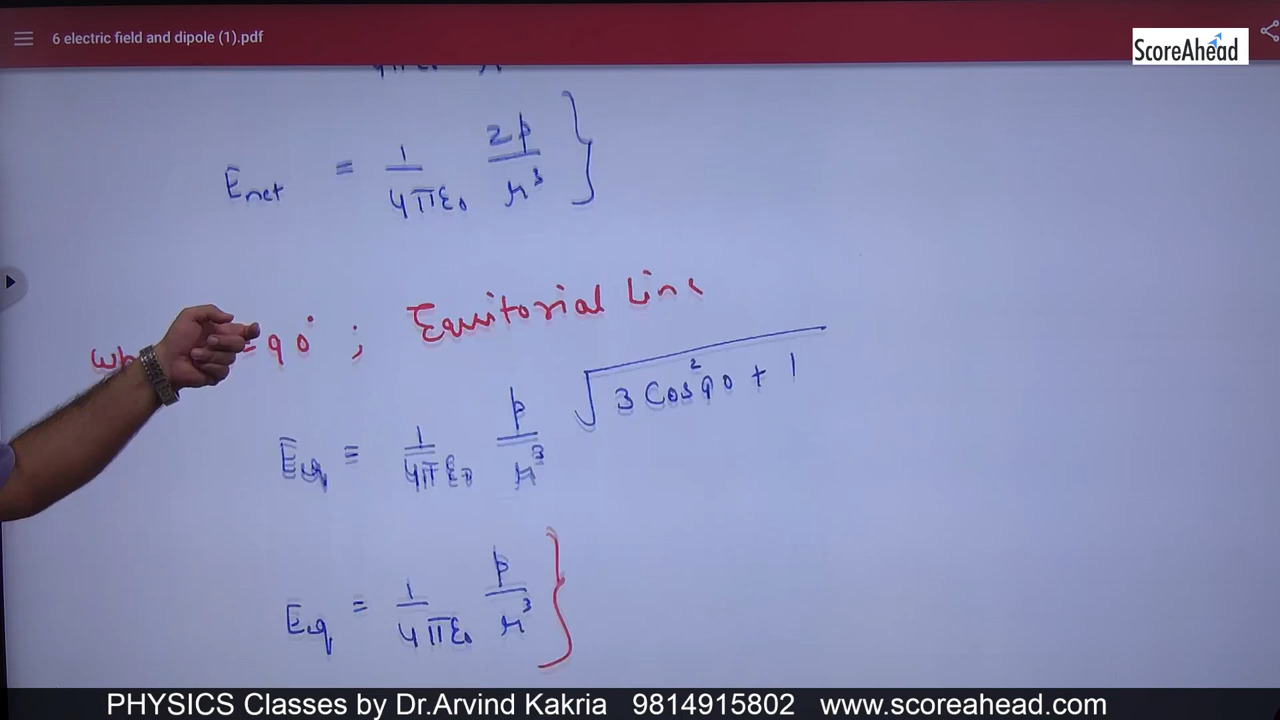 6 electric field and dipole (1).pdf
ScoreAhead
Enet = 1/4πε0 2p/r³ }
= 90° ; Equitorial Line
Eeq = 1/4πε0 p/r³ √(3 Cos²90 + 1)
Eeq = 1/4πε0 p/r³ }
PHYSICS Classes by Dr.Arvind Kakria 9814915802 www.scoreahead.com